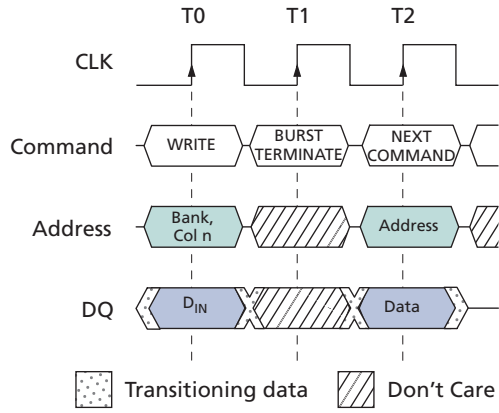 T0 T1 T2
CLK
Command WRITE BURST TERMINATE NEXT COMMAND
Address Bank, Col n Address
DQ DIN Data
Transitioning data Don't Care